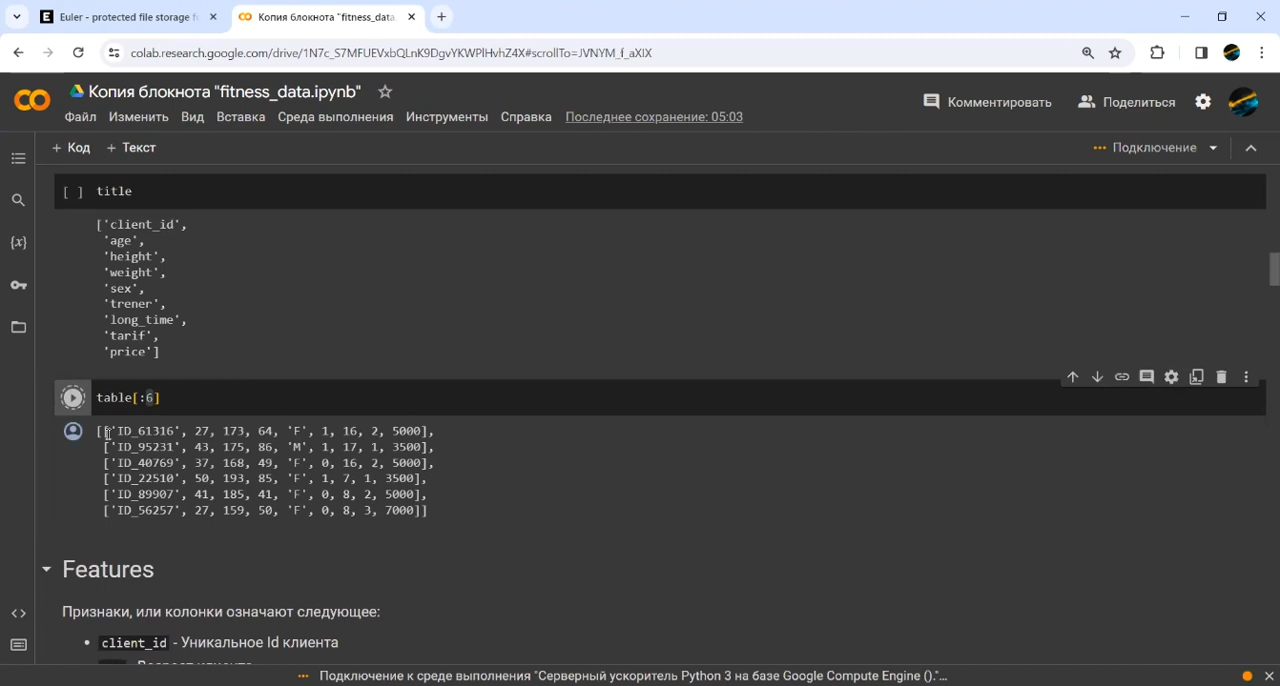 Euler - protected file storage f
Копия блокнота "fitness_data.
colab.research.google.com/drive/1N7c_S7MFUEVxbQLnK9DgvYKWPlHvhZ4X#scrollTo=JVNYM_f_aXIX
Копия блокнота "fitness_data.ipynb"
Комментировать
Поделиться
Файл Изменить Вид Вставка Среда выполнения Инструменты Справка Последнее сохранение: 05:03
+ Код + Текст
Подключение
[ ] title
['client_id',
'age',
'height',
'weight',
'sex',
'trener',
'long_time',
'tarif',
'price']
table[:6]
[['ID_61316', 27, 173, 64, 'F', 1, 16, 2, 5000],
['ID_95231', 43, 175, 86, 'M', 1, 17, 1, 3500],
['ID_40769', 37, 168, 49, 'F', 0, 16, 2, 5000],
['ID_22510', 50, 193, 85, 'F', 1, 7, 1, 3500],
['ID_89907', 41, 185, 41, 'F', 0, 8, 2, 5000],
['ID_56257', 27, 159, 50, 'F', 0, 8, 3, 7000]]
Features
Признаки, или колонки означают следующее:
• client_id - Уникальное Id клиента
Подключение к среде выполнения "Серверный ускоритель Python 3 на базе Google Compute Engine ()."...